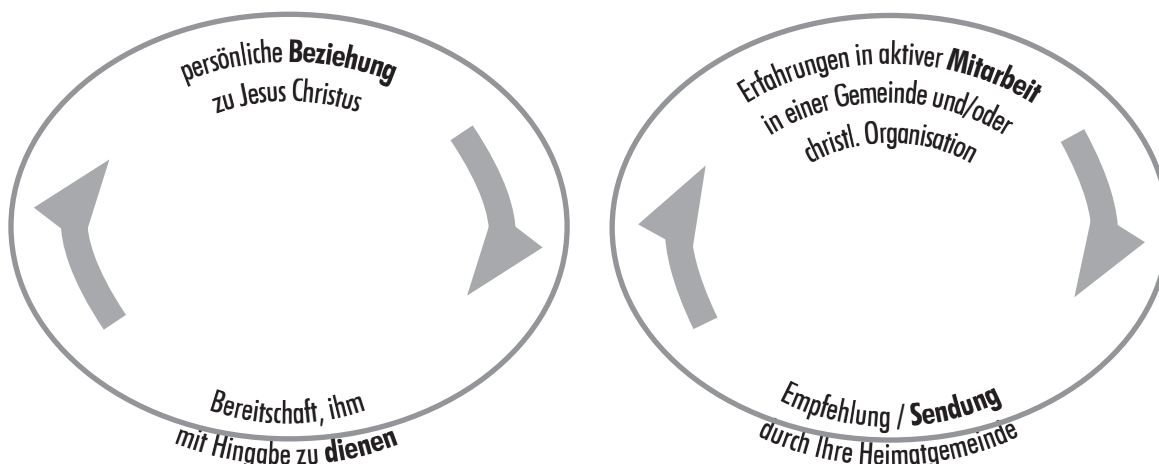 persönliche Beziehung
zu Jesus Christus
Bereitschaft, ihm
mit Hingabe zu dienen
Erfahrungen in aktiver Mitarbeit
in einer Gemeinde und/oder
christl. Organisation
Empfehlung / Sendung
durch Ihre Heimatgemeinde